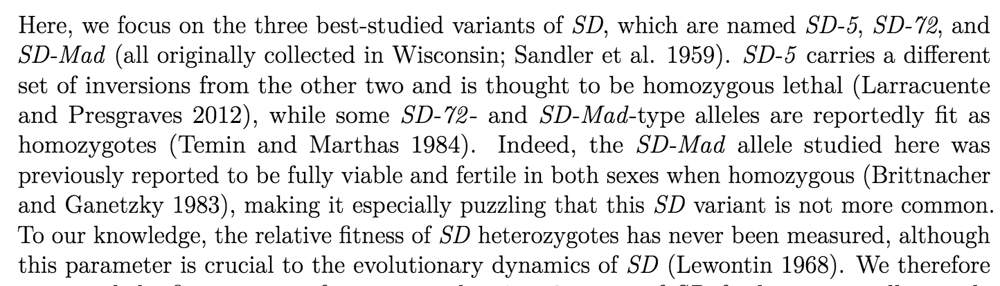 Here, we focus on the three best-studied variants of SD, which are named SD-5, SD-72, and
SD-Mad (all originally collected in Wisconsin; Sandler et al. 1959). SD-5 carries a different
set of inversions from the other two and is thought to be homozygous lethal (Larracuente
and Presgraves 2012), while some SD-72- and SD-Mad-type alleles are reportedly fit as
homozygotes (Temin and Marthas 1984). Indeed, the SD-Mad allele studied here was
previously reported to be fully viable and fertile in both sexes when homozygous (Brittnacher
and Ganetzky 1983), making it especially puzzling that this SD variant is not more common.
To our knowledge, the relative fitness of SD heterozygotes has never been measured, although
this parameter is crucial to the evolutionary dynamics of SD (Lewontin 1968). We therefore